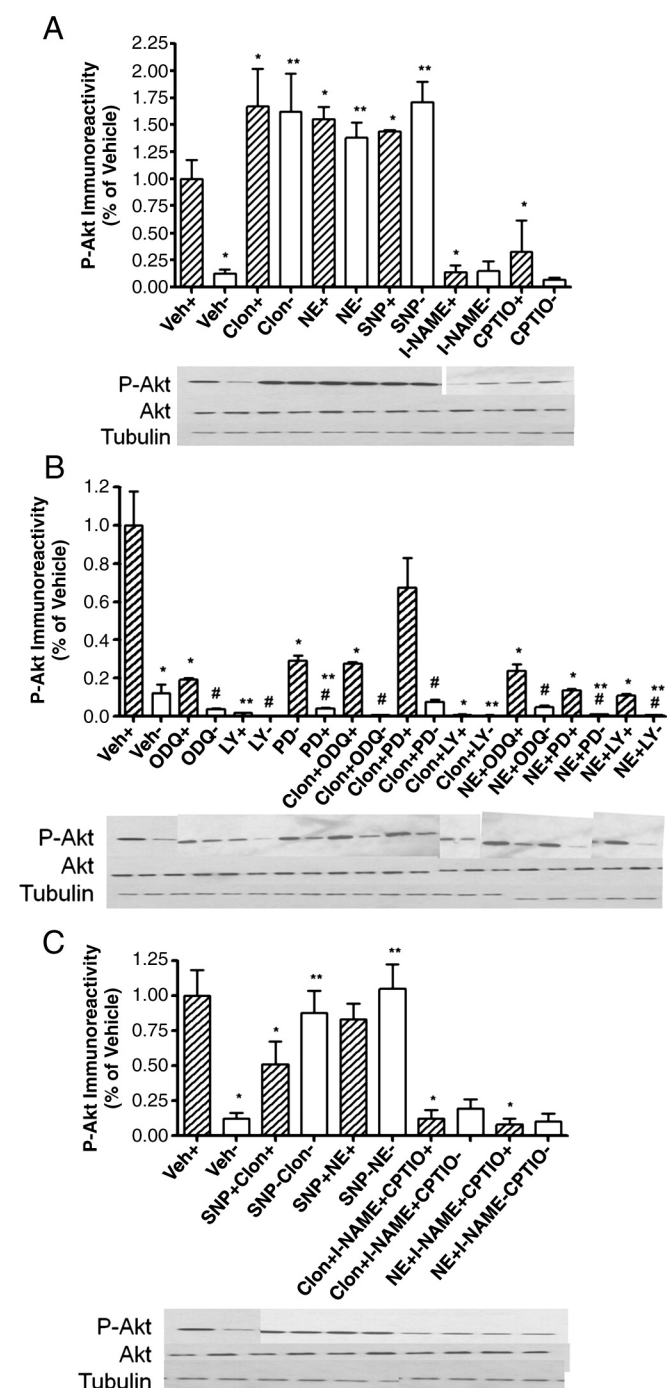 A
P-Akt Immunoreactivity
(% of Vehicle)
2.25
2.00
1.75
1.50
1.25
1.00
0.75
0.50
0.25
0.00
* ** * ** * ** * * *
Veh+ Veh- Clon+ Clon- NE+ NE- SNP+ SNP- l-NAME+ l-NAME- CPTIO+ CPTIO-
P-Akt
Akt
Tubulin
B
P-Akt Immunoreactivity
(% of Vehicle)
1.2
1.0
0.8
0.6
0.4
0.2
0.0
* * # ** # * ** # * # # * ** * # * ** # * ** #
Veh+ Veh- ODQ+ ODQ- LY+ LY- PD- PD+ Clon+ODQ+ Clon+ODQ- Clon+PD+ Clon+PD- Clon+LY+ Clon+LY- NE+ODQ+ NE+ODQ- NE+PD+ NE+PD- NE+LY+ NE+LY-
P-Akt
Akt
Tubulin
C
P-Akt Immunoreactivity
(% of Vehicle)
1.25
1.00
0.75
0.50
0.25
0.00
* * ** ** * *
Veh+ Veh- SNP+Clon+ SNP-Clon- SNP+NE+ SNP-NE- Clon+l-NAME+CPTIO+ Clon+l-NAME+CPTIO- NE+l-NAME+CPTIO+ NE+l-NAME-CPTIO-
P-Akt
Akt
Tubulin